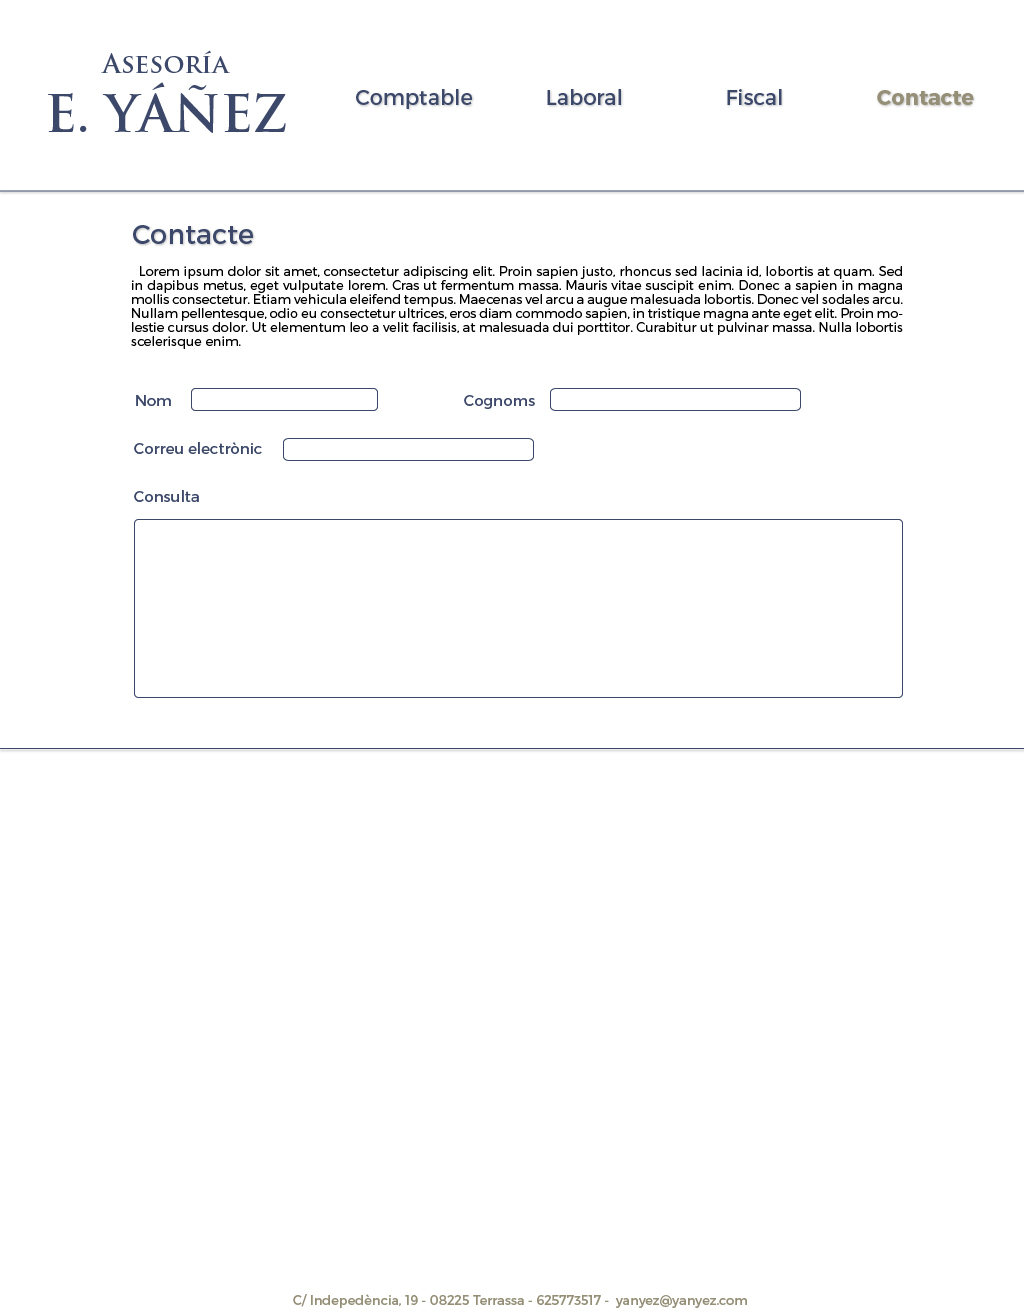 ASESORÍA
E. YÁÑEZ
Comptable Laboral Fiscal Contacte
Contacte
Lorem ipsum dolor sit amet, consectetur adipiscing elit. Proin sapien justo, rhoncus sed lacinia id, lobortis at quam. Sed
in dapibus metus, eget vulputate lorem. Cras ut fermentum massa. Mauris vitae suscipit enim. Donec a sapien in magna
mollis consectetur. Etiam vehicula eleifend tempus. Maecenas vel arcu a augue malesuada lobortis. Donec vel sodales arcu.
Nullam pellentesque, odio eu consectetur ultrices, eros diam commodo sapien, in tristique magna ante eget elit. Proin mo-
lestie cursus dolor. Ut elementum leo a velit facilisis, at malesuada dui porttitor. Curabitur ut pulvinar massa. Nulla lobortis
scelerisque enim.
Nom Cognoms
Correu electrònic
Consulta
C/ Indepedència, 19 - 08225 Terrassa - 625773517 - yanyez@yanyez.com